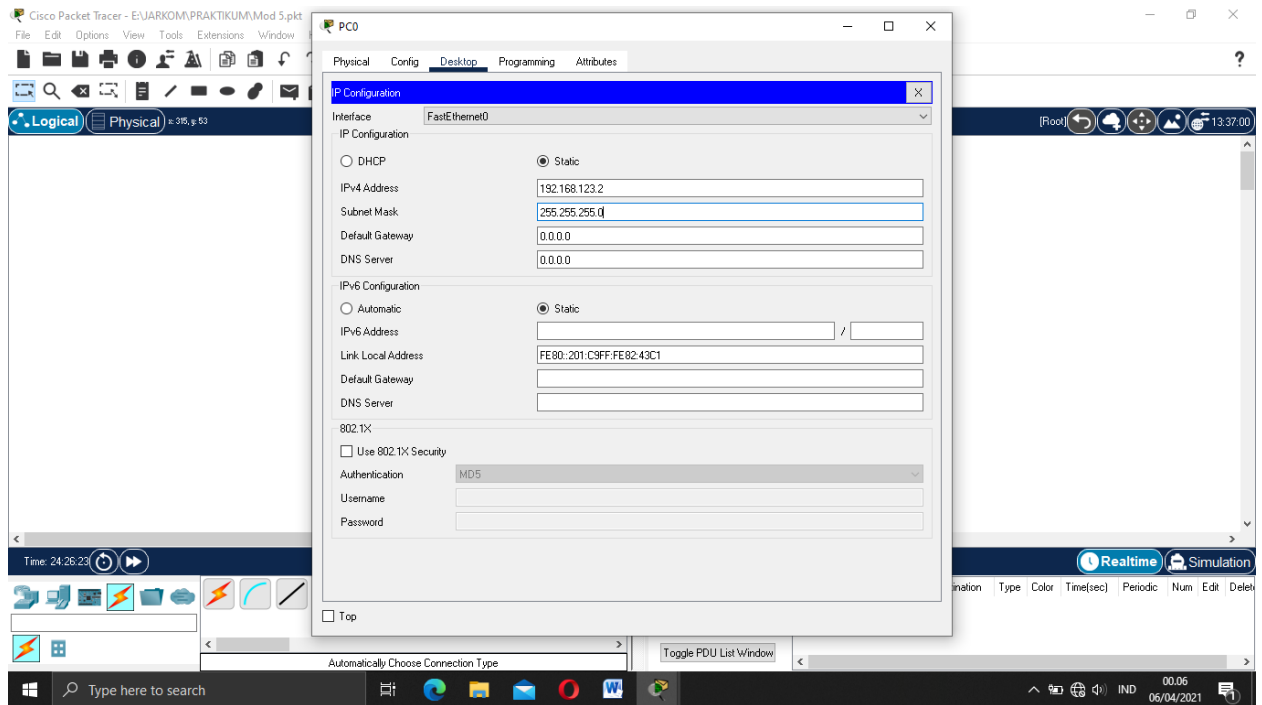 Cisco Packet Tracer - E:\JARKOM\PRAKTIKUM\Mod 5.pkt
File Edit Options View Tools Extensions Window
PC0
Physical Config Desktop Programming Attributes
IP Configuration
Interface FastEthernet0
IP Configuration
DHCP Static
IPv4 Address 192.168.123.2
Subnet Mask 255.255.255.0
Default Gateway 0.0.0.0
DNS Server 0.0.0.0
IPv6 Configuration
Automatic Static
IPv6 Address /
Link Local Address FE80::201:C9FF:FE82:43C1
Default Gateway
DNS Server
802.1X
Use 802.1X Security
Authentication MD5
Username
Password
Top
Logical Physical x: 315, y: 53
[Root] 13:37:00
Time: 24:26:23
Realtime Simulation
ination Type Color Time(sec) Periodic Num Edit Delet
Automatically Choose Connection Type
Toggle PDU List Window
Type here to search
IND
00.06
06/04/2021
1